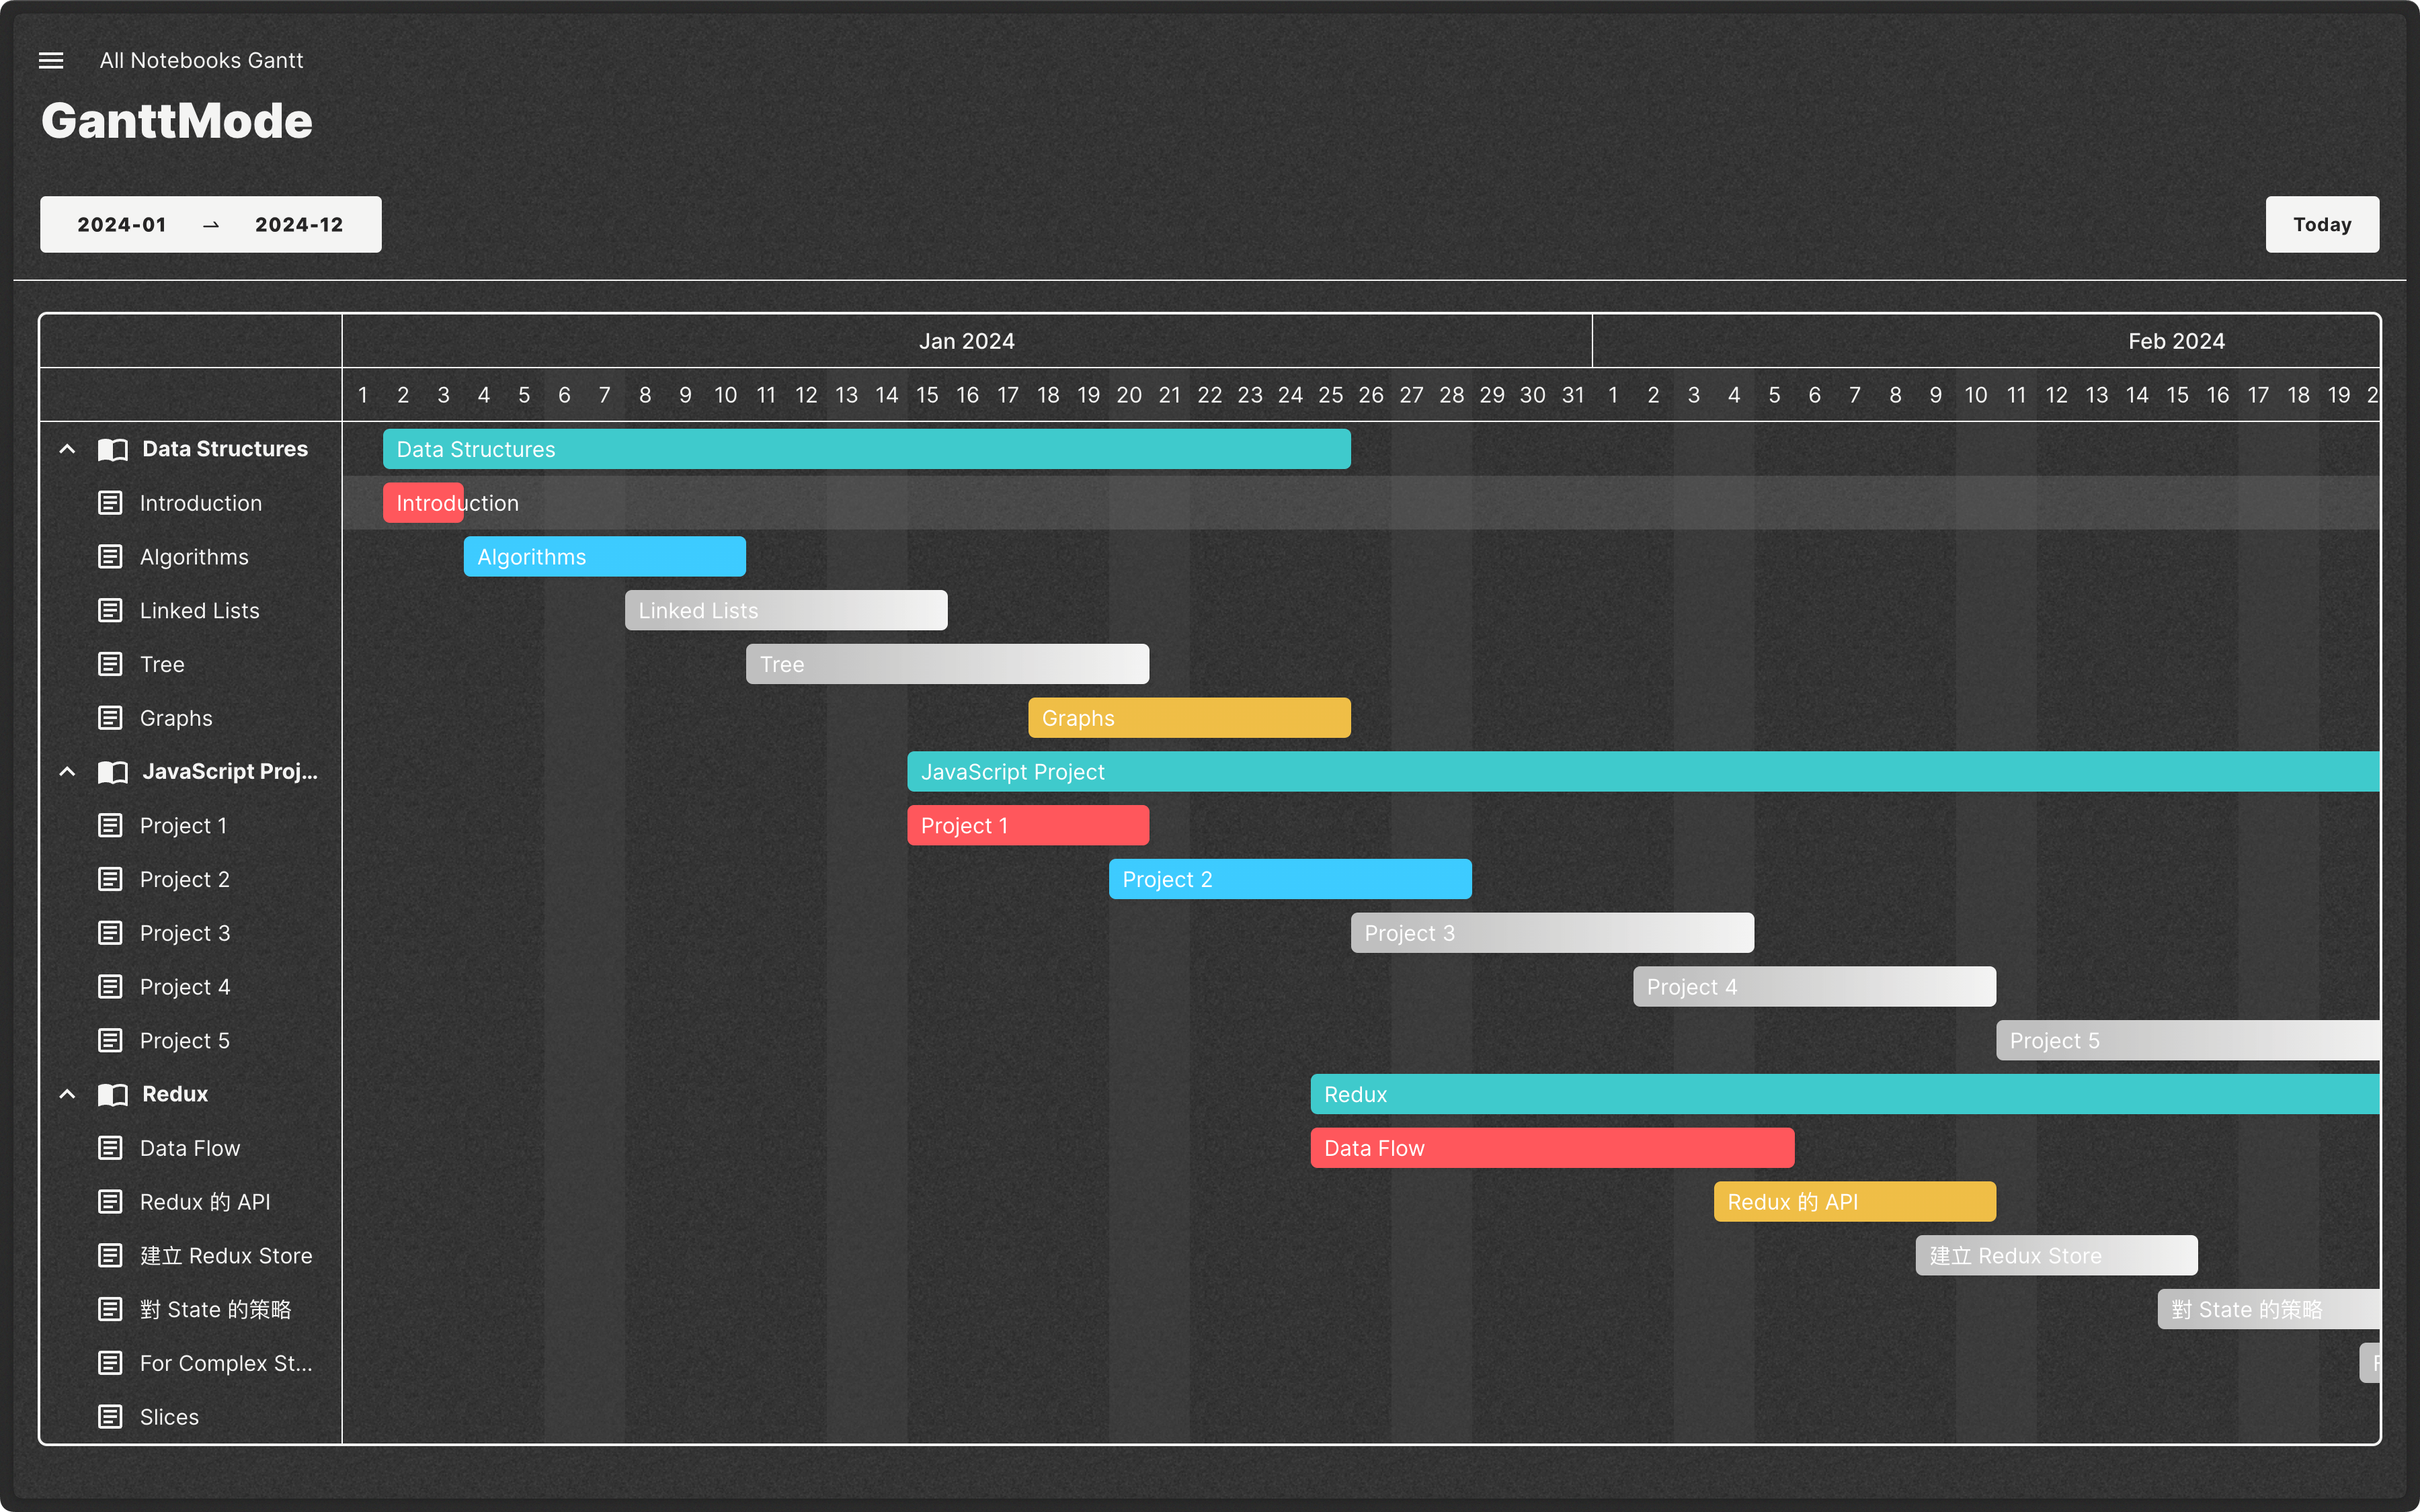 All Notebooks Gantt
GanttMode
2024-01 → 2024-12
Today
Jan 2024 Feb 2024
1 2 3 4 5 6 7 8 9 10 11 12 13 14 15 16 17 18 19 20 21 22 23 24 25 26 27 28 29 30 31 1 2 3 4 5 6 7 8 9 10 11 12 13 14 15 16 17 18 19 2
Data Structures Data Structures
Introduction Introduction
Algorithms Algorithms
Linked Lists Linked Lists
Tree Tree
Graphs Graphs
JavaScript Proj... JavaScript Project
Project 1 Project 1
Project 2 Project 2
Project 3 Project 3
Project 4 Project 4
Project 5 Project 5
Redux Redux
Data Flow Data Flow
Redux 的 API Redux 的 API
建立 Redux Store 建立 Redux Store
對 State 的策略 對 State 的策略
For Complex St... F
Slices